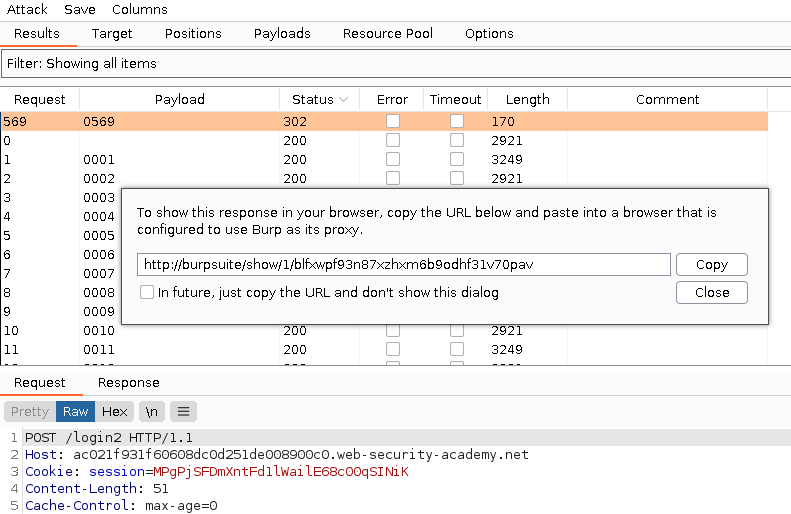 Attack Save Columns
Results Target Positions Payloads Resource Pool Options
Filter: Showing all items
Request Payload Status Error Timeout Length Comment
569 0569 302 170
0 200 2921
1 0001 200 3249
2 0002 200 2921
3 0003
4 0004
5 0005
6 0006
7 0007
8 0008
9 0009
To show this response in your browser, copy the URL below and paste into a browser that is
configured to use Burp as its proxy.
http://burpsuite/show/1/blfxwpf93n87xzhxm6b9odhf31v70pav Copy
In future, just copy the URL and don't show this dialog Close
10 0010 200 2921
11 0011 200 3249
Request Response
Pretty Raw Hex \n
1 POST /login2 HTTP/1.1
2 Host: ac021f931f60608dc0d251de008900c0.web-security-academy.net
3 Cookie: session=MPgPjSFDmXntFd1lWailE68cO0qSINiK
4 Content-Length: 51
5 Cache-Control: max-age=0